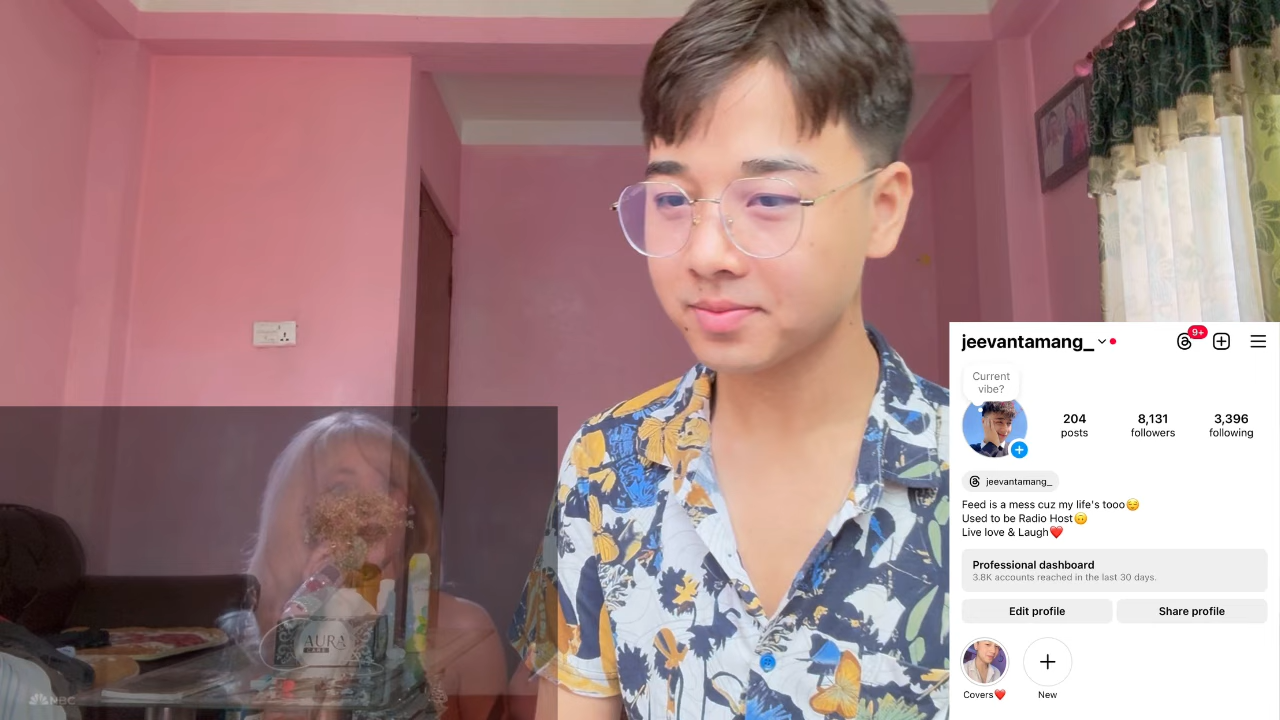 jeevantamang_
9+
Current
vibe?
204
posts
8,131
followers
3,396
following
jeevantamang_
Feed is a mess cuz my life's tooo😌
Used to be Radio Host🙃
Live love & Laugh❤️
Professional dashboard
3.8K accounts reached in the last 30 days.
Edit profile
Share profile
Covers❤️
New
AURA
NBC